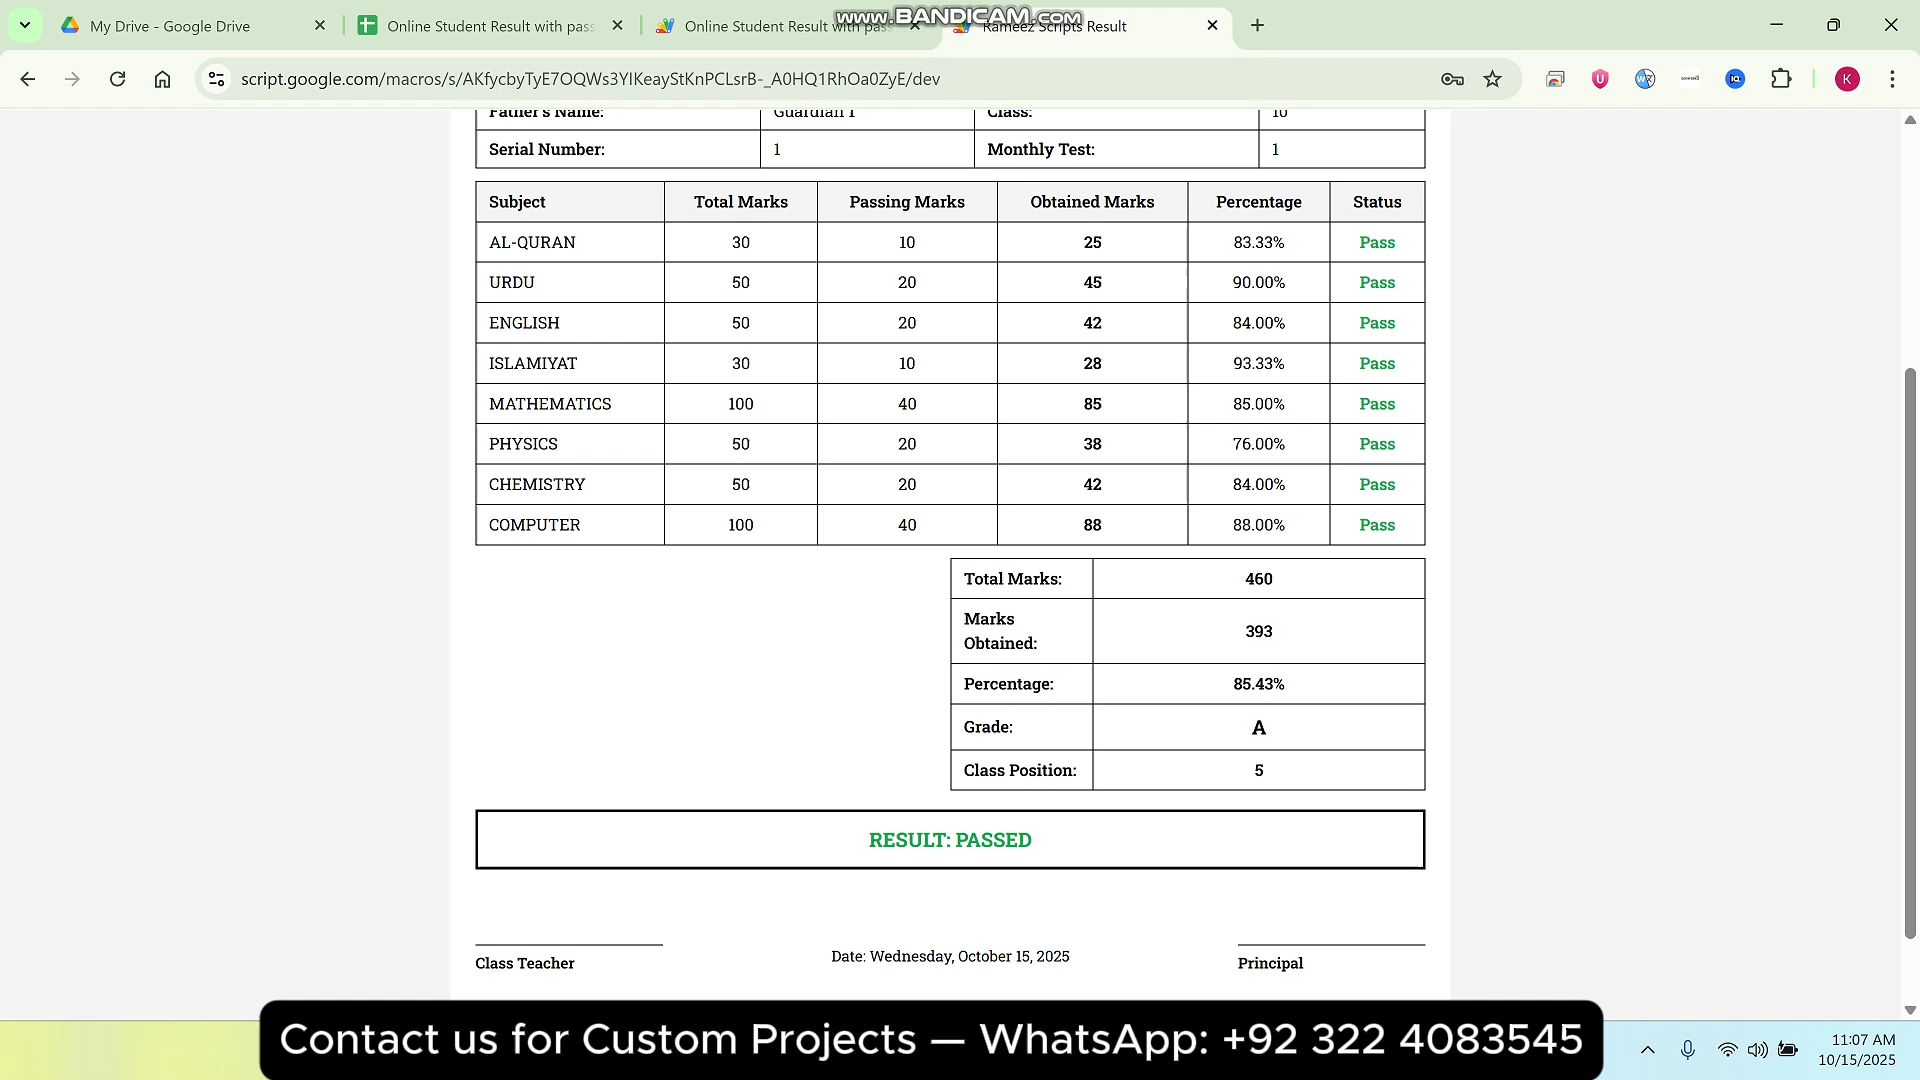 My Drive - Google Drive
Online Student Result with pass
Online Student Result with pass
Rameez Scripts Result
www.BANDICAM.com
script.google.com/macros/s/AKfycbyTyE7OQWs3YIKeayStKnPCLsrB-_A0HQ1RhOa0ZyE/dev
K
Father's Name: Guardian 1 Class: 10
Serial Number: 1 Monthly Test: 1
Subject Total Marks Passing Marks Obtained Marks Percentage Status
AL-QURAN 30 10 25 83.33% Pass
URDU 50 20 45 90.00% Pass
ENGLISH 50 20 42 84.00% Pass
ISLAMIYAT 30 10 28 93.33% Pass
MATHEMATICS 100 40 85 85.00% Pass
PHYSICS 50 20 38 76.00% Pass
CHEMISTRY 50 20 42 84.00% Pass
COMPUTER 100 40 88 88.00% Pass
Total Marks: 460
Marks
Obtained: 393
Percentage: 85.43%
Grade: A
Class Position: 5
RESULT: PASSED
Class Teacher
Date: Wednesday, October 15, 2025
Principal
Contact us for Custom Projects — WhatsApp: +92 322 4083545
11:07 AM
10/15/2025